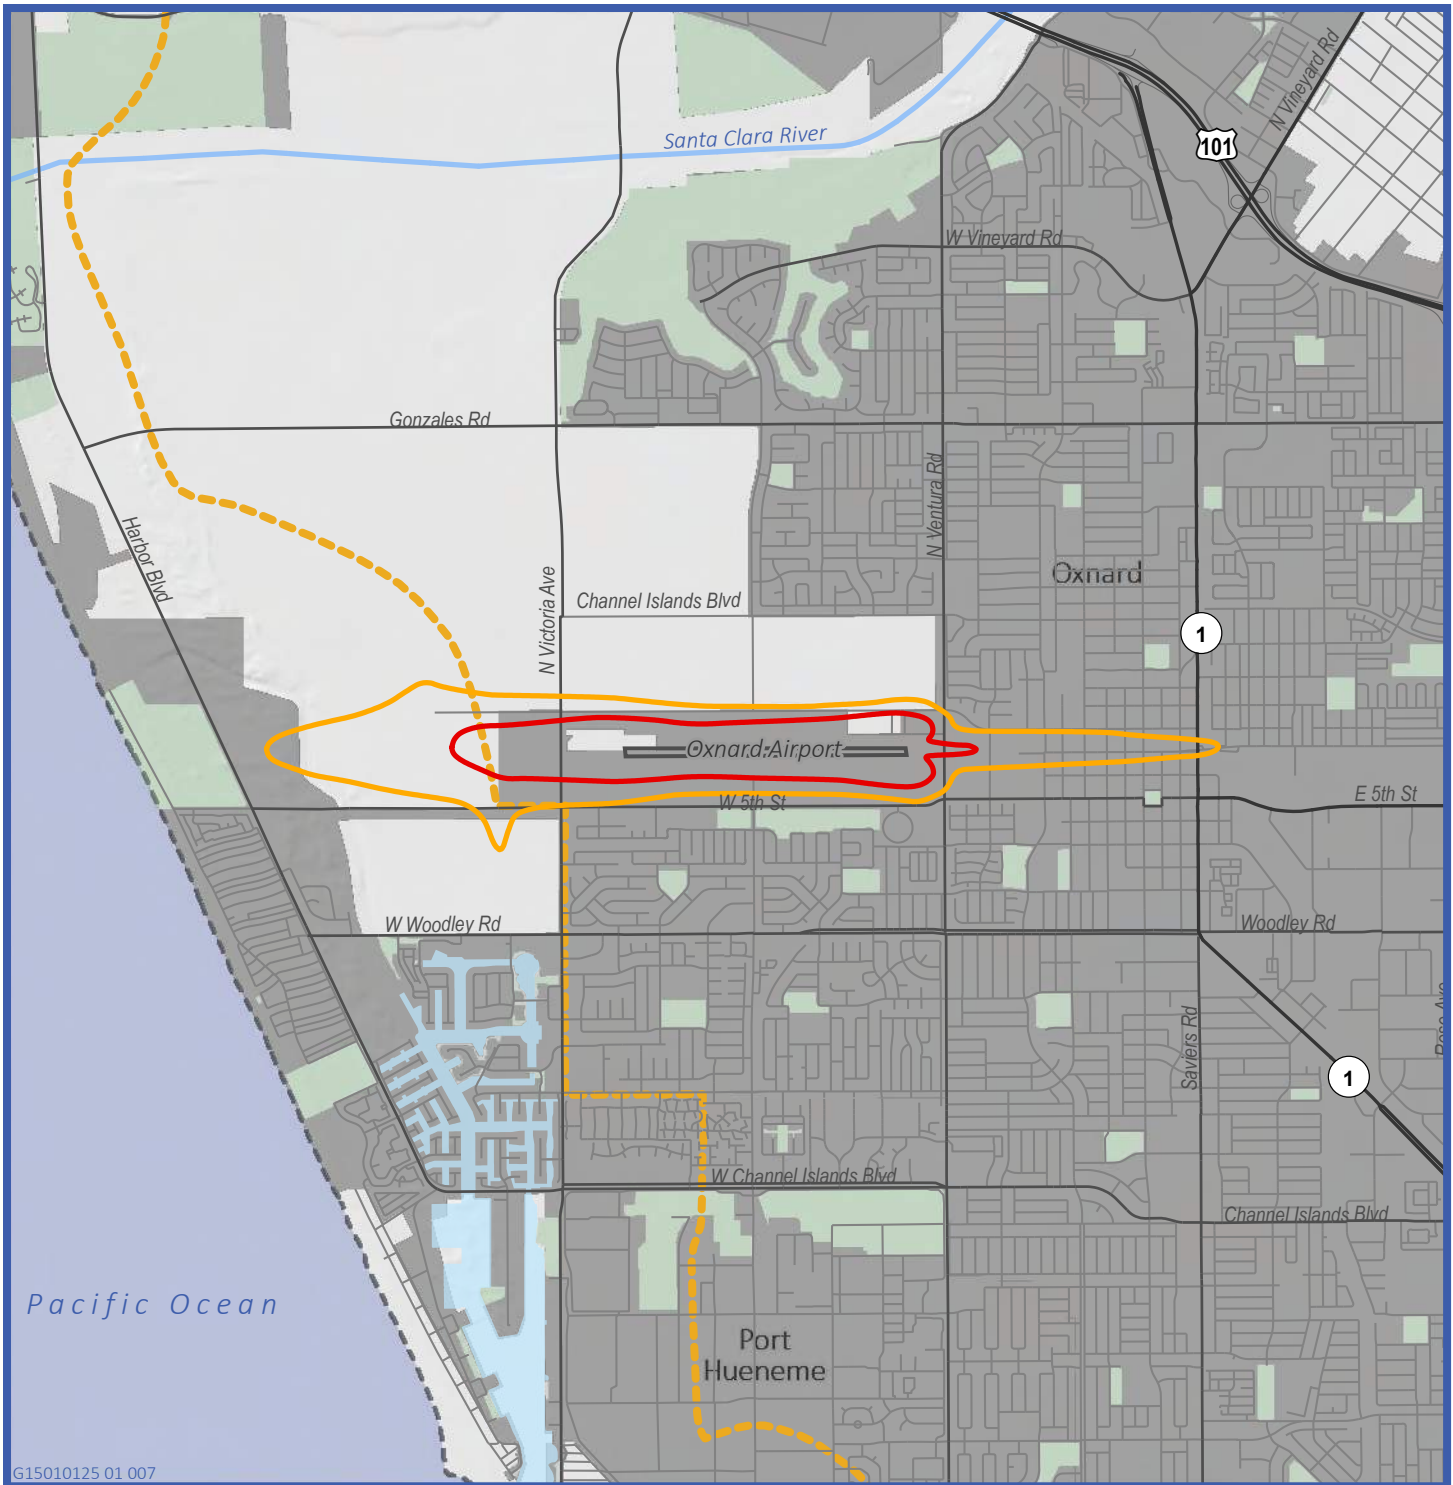 N Vineyard Rd
Santa Clara River
101
W Vineyard Rd
Gonzales Rd
N Ventura Rd
Harbor Blvd
N Victoria Ave
Oxnard
Channel Islands Blvd
1
Oxnard Airport
W 5th St
E 5th St
W Woodley Rd
Woodley Rd
Saviers Rd
1
W Channel Islands Blvd
Channel Islands Blvd
Pacific Ocean
Port
Hueneme
G15010125 01 007